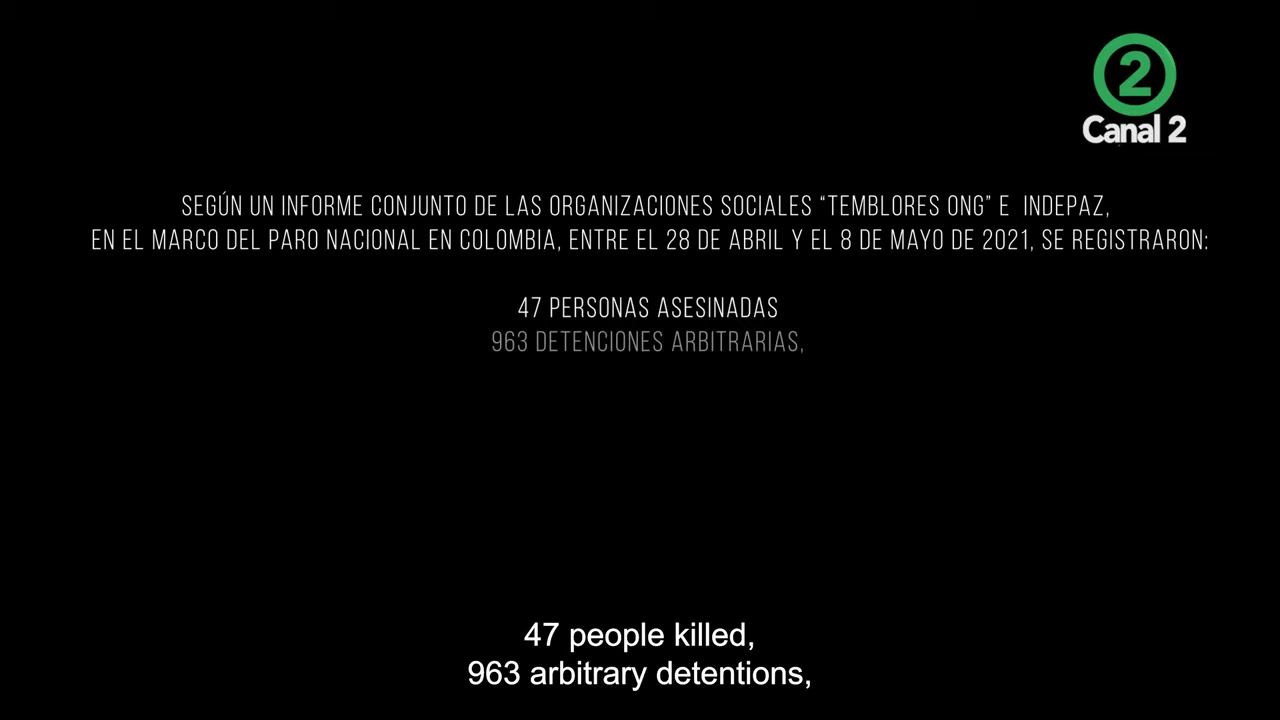 2
Canal 2
SEGÚN UN INFORME CONJUNTO DE LAS ORGANIZACIONES SOCIALES “TEMBLORES ONG” E INDEPAZ,
EN EL MARCO DEL PARO NACIONAL EN COLOMBIA, ENTRE EL 28 DE ABRIL Y EL 8 DE MAYO DE 2021, SE REGISTRARON:
47 PERSONAS ASESINADAS
963 DETENCIONES ARBITRARIAS,
47 people killed,
963 arbitrary detentions,